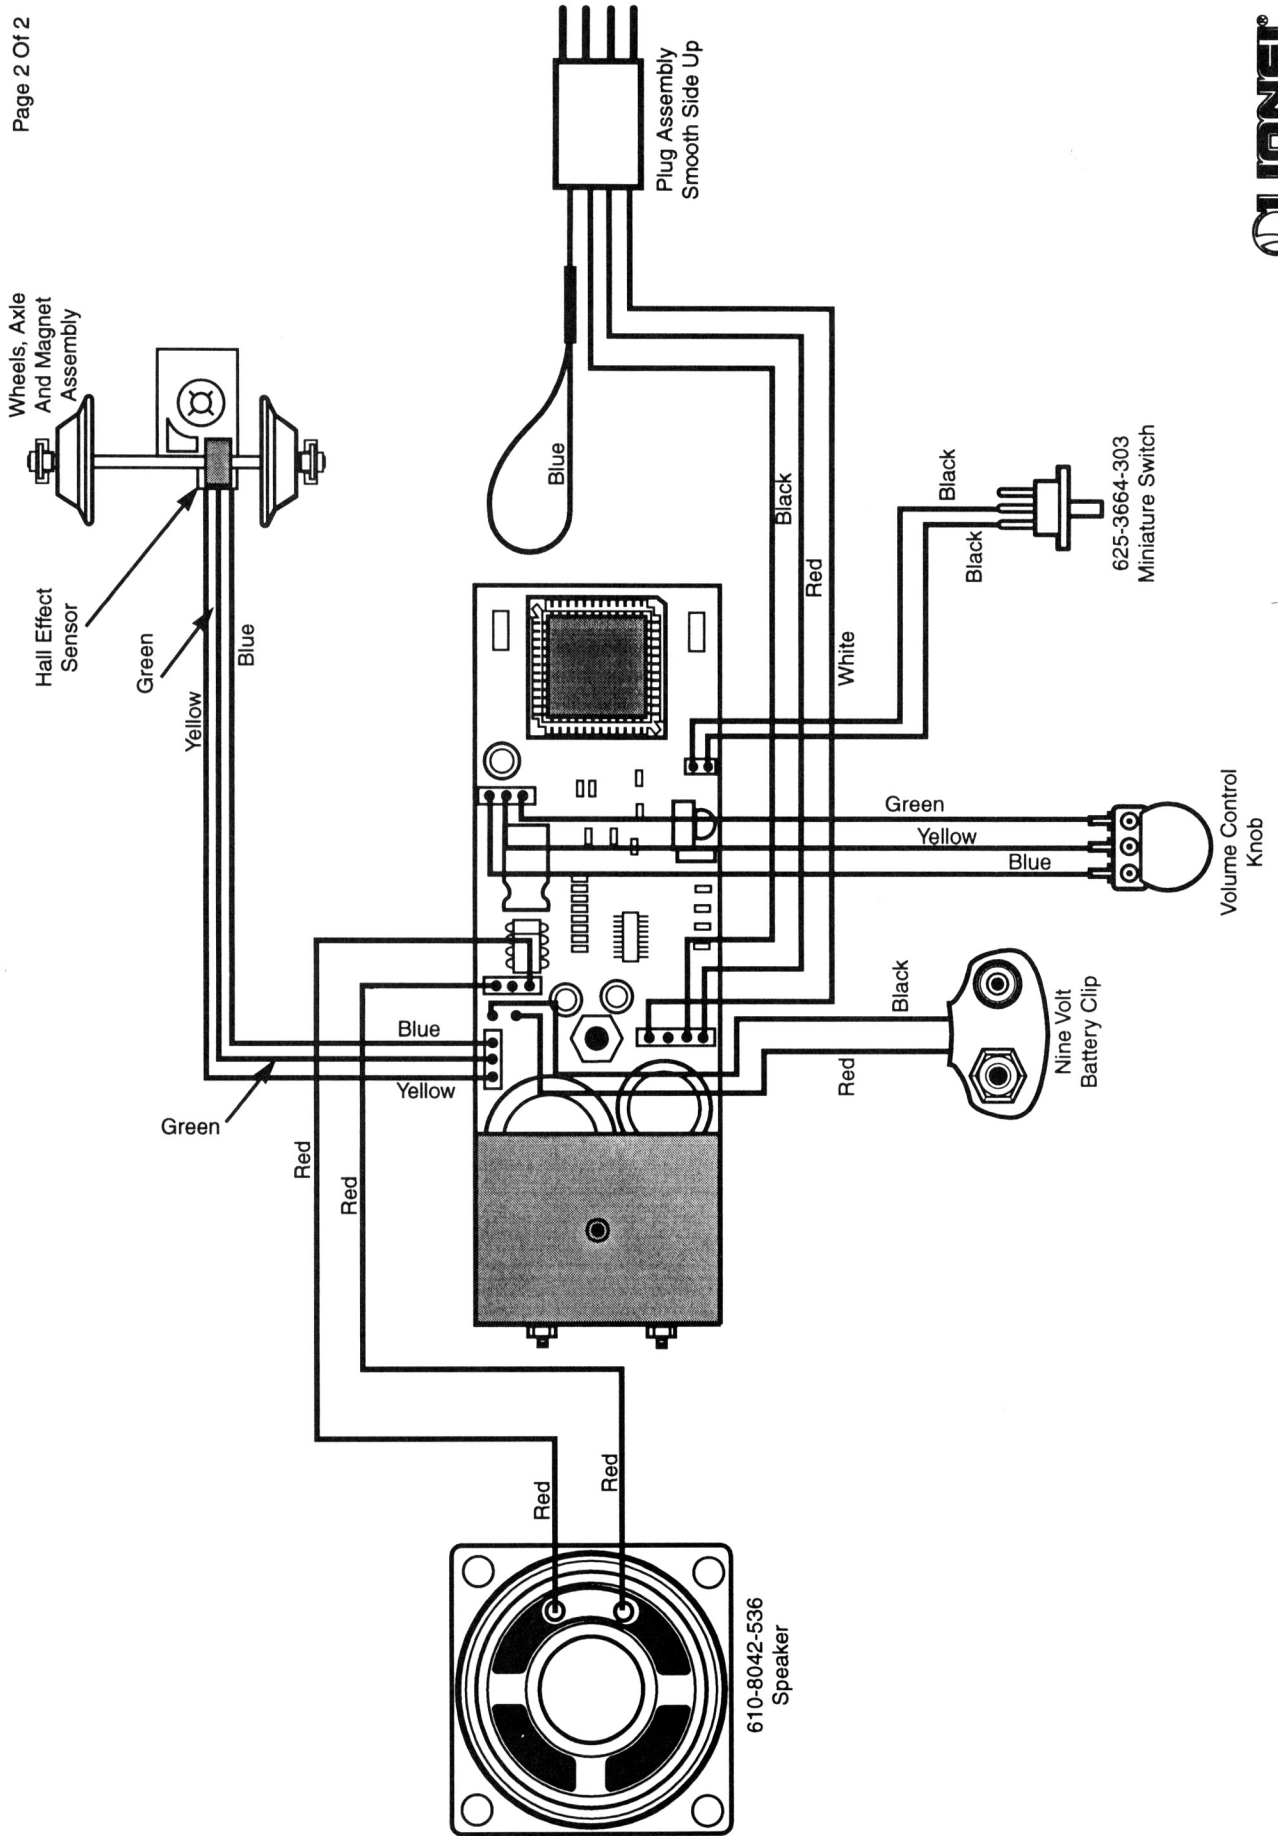 Page 2 Of 2
Wheels, Axle
And Magnet
Assembly
Hall Effect
Sensor
Green
Yellow
Blue
Plug Assembly
Smooth Side Up
Blue
Black
Red
White
Black
Black
625-3664-303
Miniature Switch
Green
Yellow
Blue
Volume Control
Knob
Blue
Yellow
Green
Black
Red
Nine Volt
Battery Clip
Red
Red
Red
Red
610-8042-536
Speaker
LIONEL®